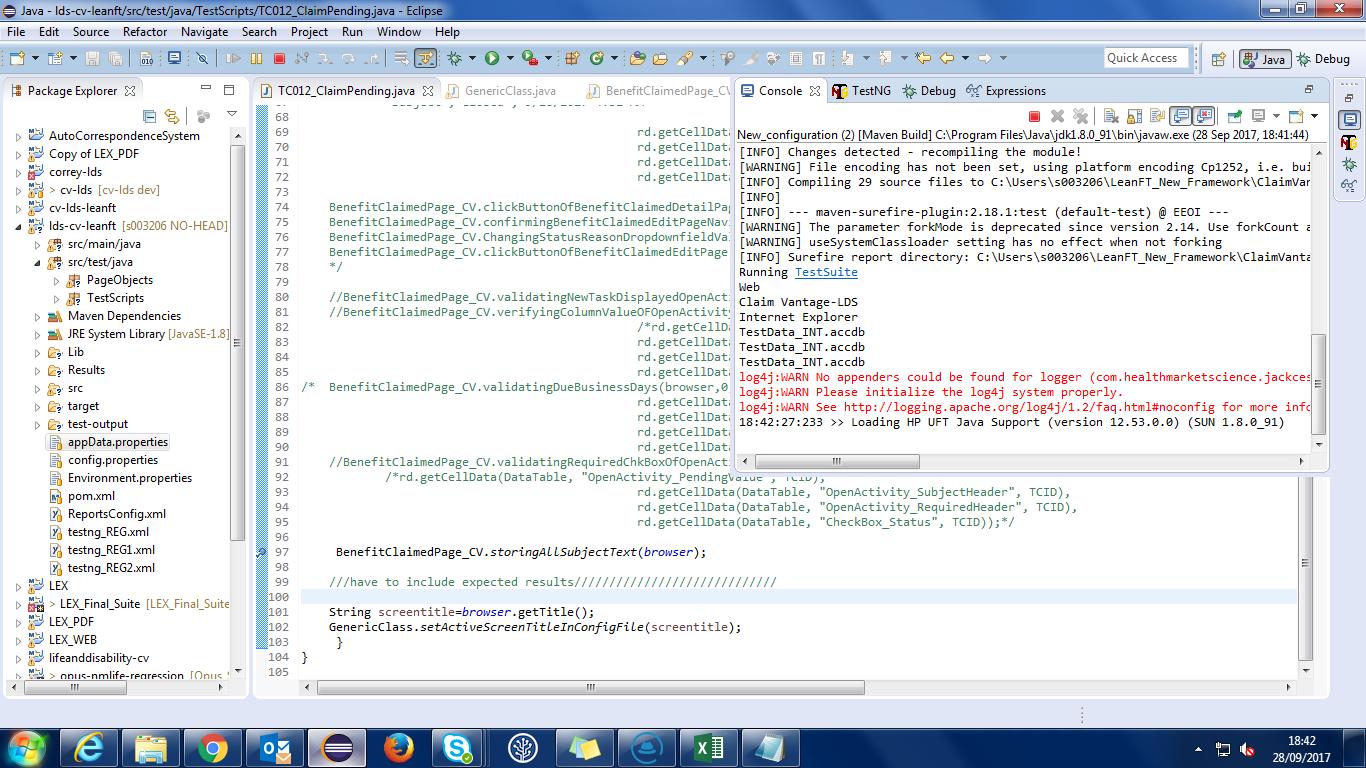 Java - lds-cv-leanft/src/test/java/TestScripts/TC012_ClaimPending.java - Eclipse
File Edit Source Refactor Navigate Search Project Run Window Help
Quick Access
Java
Debug
Package Explorer
AutoCorrespondenceSystem
Copy of LEX_PDF
correy-lds
> cv-lds [cv-lds dev]
cv-lds-leanft
lds-cv-leanft [s003206 NO-HEAD]
src/main/java
src/test/java
PageObjects
TestScripts
Maven Dependencies
JRE System Library [JavaSE-1.8]
Lib
Results
src
target
test-output
appData.properties
config.properties
Environment.properties
pom.xml
ReportsConfig.xml
testng_REG.xml
testng_REG1.xml
testng_REG2.xml
LEX
> LEX_Final_Suite [LEX_Final_Suite
LEX_PDF
LEX_WEB
lifeanddisability-cv
> opus-nmlife-regression [Opus_
TC012_ClaimPending.java
GenericClass.java
BenefitClaimedPage_CV
68
69 rd.getCellData
70 rd.getCellData
71 rd.getCellData
72 rd.getCellData
73
74 BenefitClaimedPage_CV.clickButtonOfBenefitClaimedDetailPag
75 BenefitClaimedPage_CV.confirmingBenefitClaimedEditPageNavi
76 BenefitClaimedPage_CV.ChangingStatusReasonDropdownfieldVal
77 BenefitClaimedPage_CV.clickButtonOfBenefitClaimedEditPage
78 */
79
80 //BenefitClaimedPage_CV.validatingNewTaskDisplayedOpenActi
81 //BenefitClaimedPage_CV.verifyingColumnValueOFOpenActivity
82 /*rd.getCellDa
83 rd.getCellData
84 rd.getCellData
85 rd.getCellData
86 /* BenefitClaimedPage_CV.validatingDueBusinessDays(browser,0
87 rd.getCellData
88 rd.getCellData
89 rd.getCellData
90 rd.getCellData
91 //BenefitClaimedPage_CV.validatingRequiredChkBoxOfOpenActi
92 /*rd.getCellData(DataTable, "OpenActivity_PendingValue", TCID),
93 rd.getCellData(DataTable, "OpenActivity_SubjectHeader", TCID),
94 rd.getCellData(DataTable, "OpenActivity_RequiredHeader", TCID),
95 rd.getCellData(DataTable, "CheckBox_Status", TCID));*/
96
97 BenefitClaimedPage_CV.storingAllSubjectText(browser);
98
99 ///have to include expected results/////////////////////////////
100
101 String screentitle=browser.getTitle();
102 GenericClass.setActiveScreenTitleInConfigFile(screentitle);
103 }
104 }
105
Console TestNG Debug Expressions
New_configuration (2) [Maven Build] C:\Program Files\Java\jdk1.8.0_91\bin\javaw.exe (28 Sep 2017, 18:41:44)
[INFO] Changes detected - recompiling the module!
[WARNING] File encoding has not been set, using platform encoding Cp1252, i.e. bui
[INFO] Compiling 29 source files to C:\Users\s003206\LeanFT_New_Framework\ClaimVan
[INFO]
[INFO] --- maven-surefire-plugin:2.18.1:test (default-test) @ EEOI ---
[WARNING] The parameter forkMode is deprecated since version 2.14. Use forkCount a
[WARNING] useSystemClassloader setting has no effect when not forking
[INFO] Surefire report directory: C:\Users\s003206\LeanFT_New_Framework\ClaimVanta
Running TestSuite
Web
Claim Vantage-LDS
Internet Explorer
TestData_INT.accdb
TestData_INT.accdb
TestData_INT.accdb
log4j:WARN No appenders could be found for logger (com.healthmarketscience.jackces
log4j:WARN Please initialize the log4j system properly.
log4j:WARN See http://logging.apache.org/log4j/1.2/faq.html#noconfig for more info
18:42:27:233 >> Loading HP UFT Java Support (version 12.53.0.0) (SUN 1.8.0_91)
18:42
28/09/2017